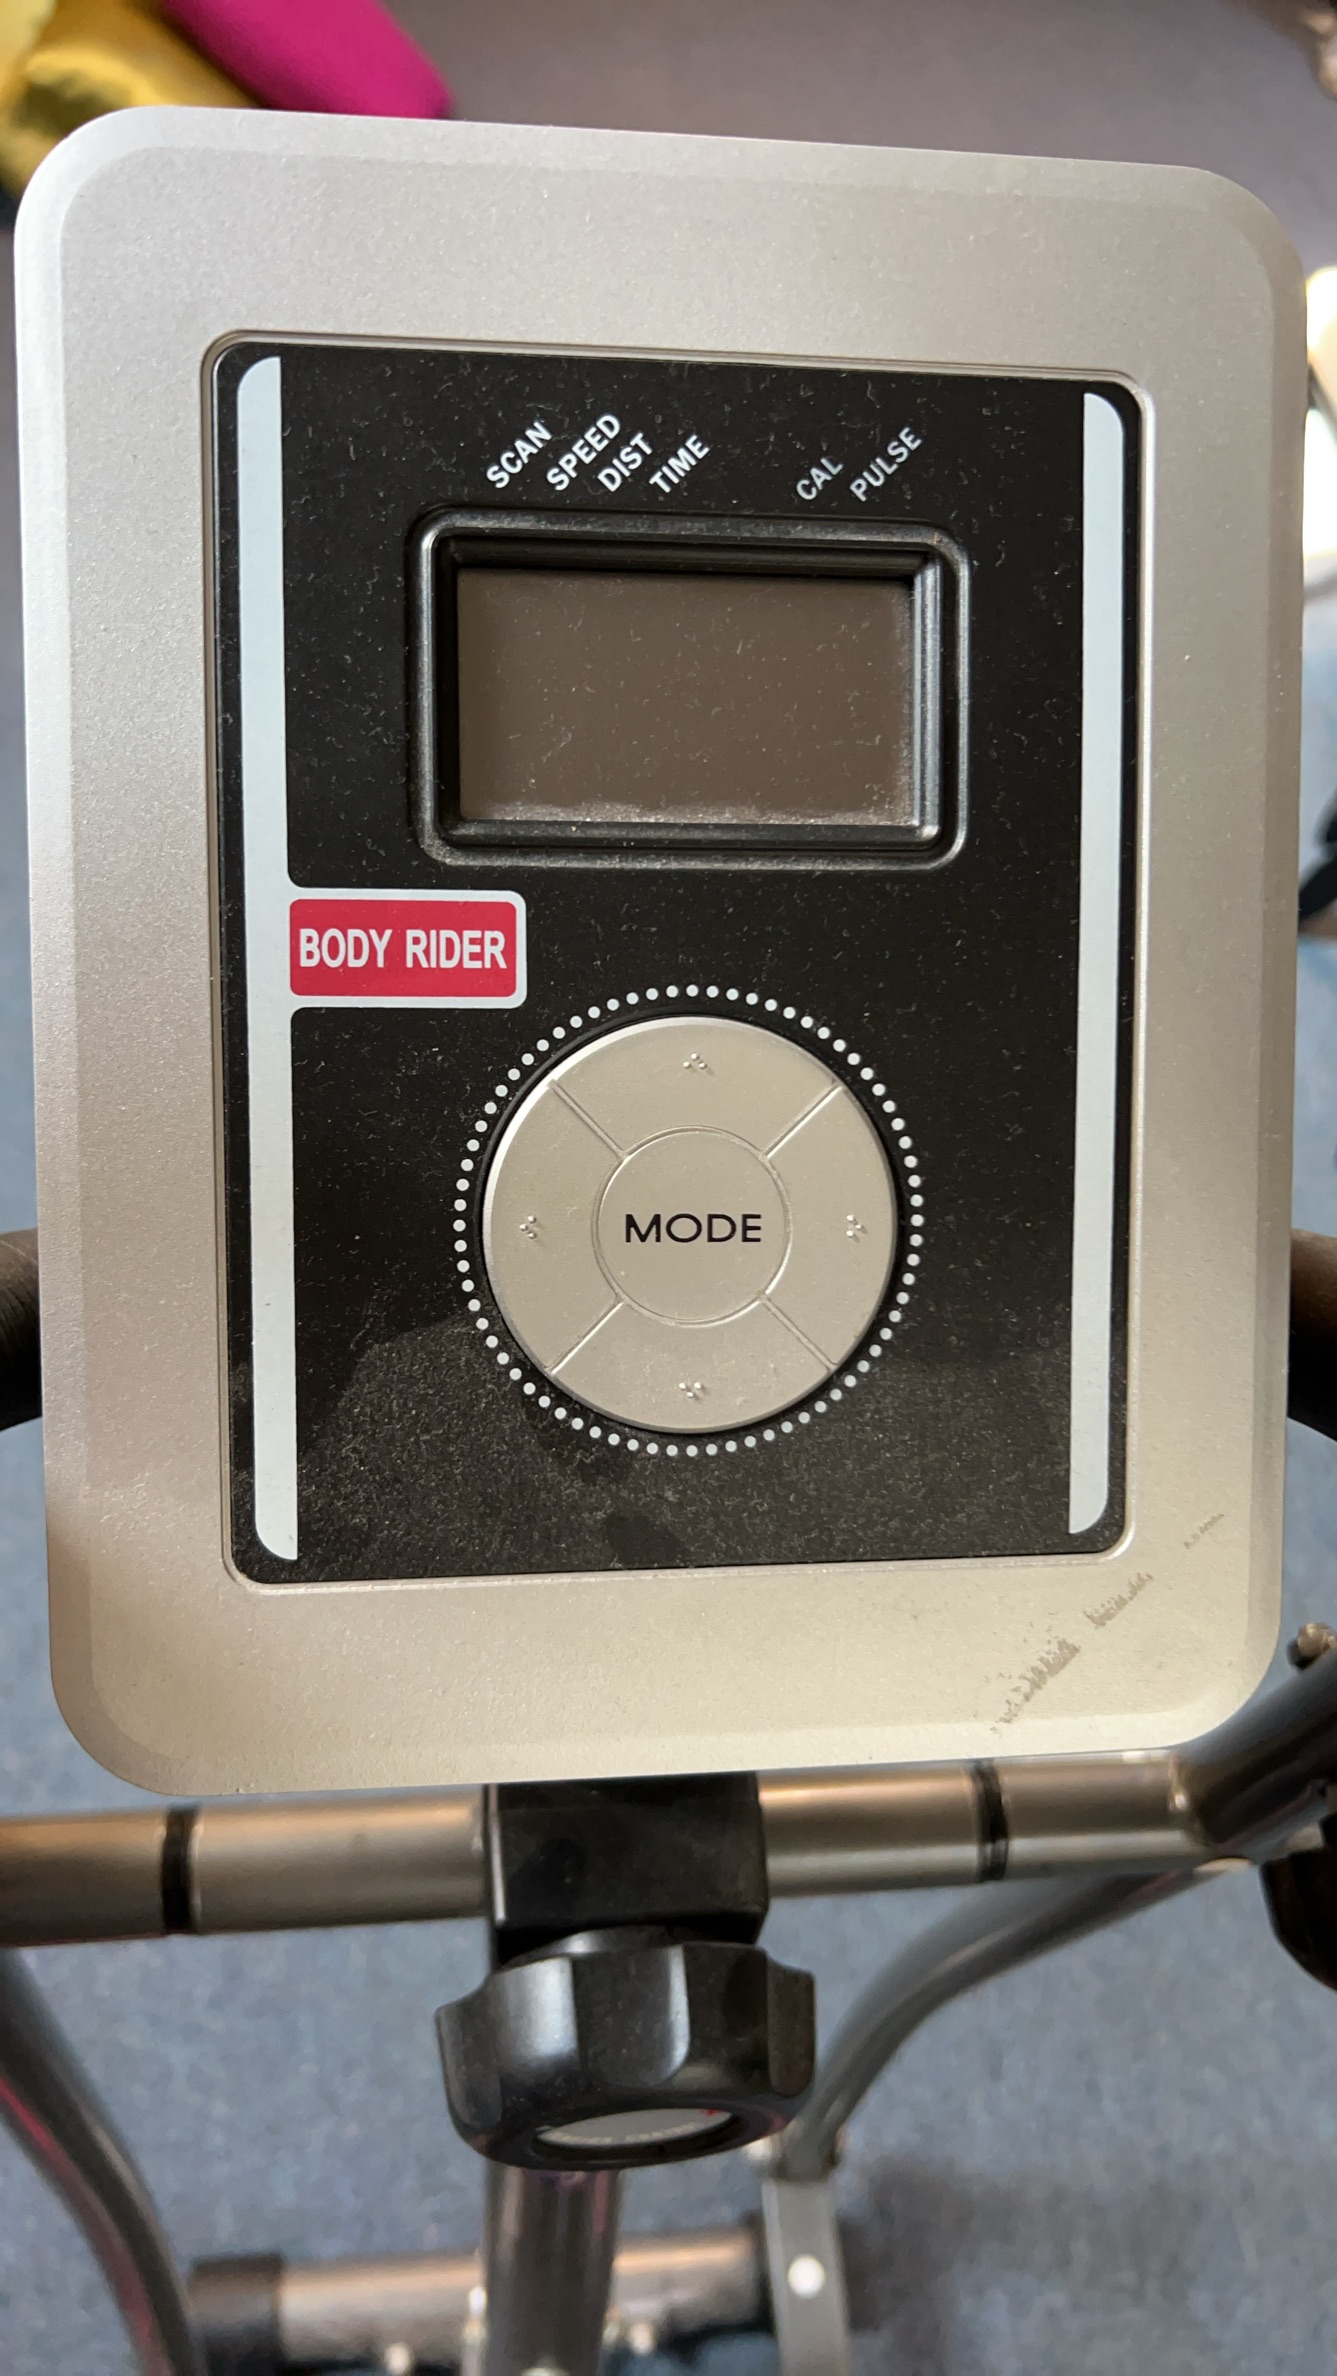 SCAN SPEED DIST TIME CAL PULSE
BODY RIDER
MODE